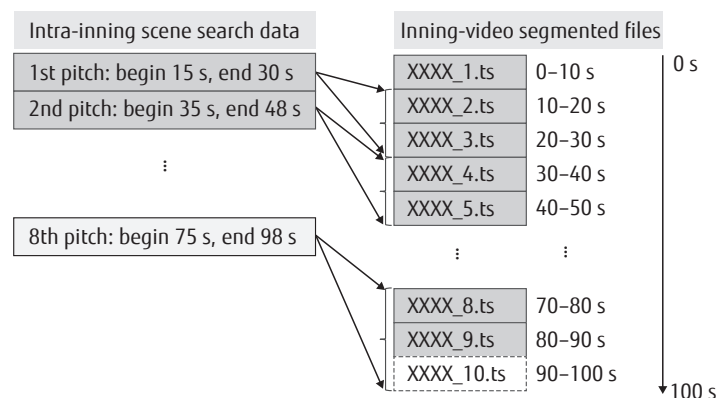 Intra-inning scene search data
Inning-video segmented files
1st pitch: begin 15 s, end 30 s
2nd pitch: begin 35 s, end 48 s
...
8th pitch: begin 75 s, end 98 s
XXXX_1.ts 0–10 s
XXXX_2.ts 10–20 s
XXXX_3.ts 20–30 s
XXXX_4.ts 30–40 s
XXXX_5.ts 40–50 s
... ...
XXXX_8.ts 70–80 s
XXXX_9.ts 80–90 s
XXXX_10.ts 90–100 s
0 s
100 s